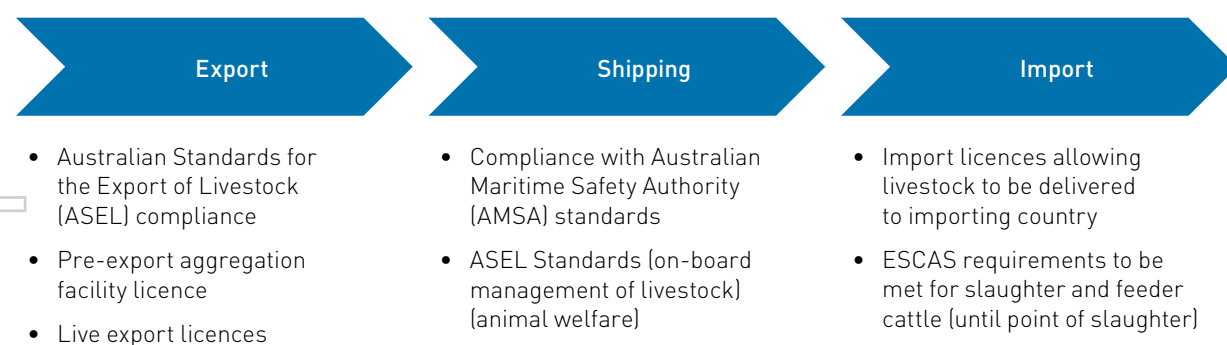 Export
• Australian Standards for
the Export of Livestock
(ASEL) compliance
• Pre-export aggregation
facility licence
• Live export licences
Shipping
• Compliance with Australian
Maritime Safety Authority
(AMSA) standards
• ASEL Standards (on-board
management of livestock)
(animal welfare)
Import
• Import licences allowing
livestock to be delivered
to importing country
• ESCAS requirements to be
met for slaughter and feeder
cattle (until point of slaughter)